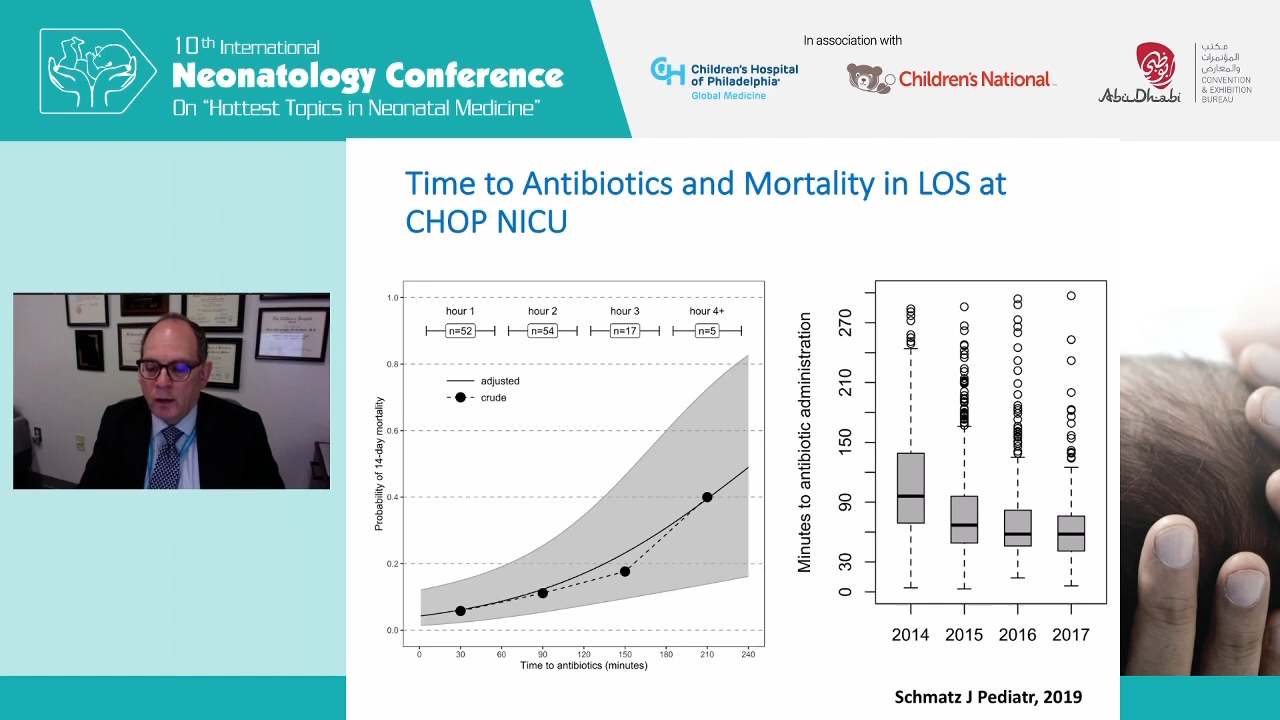 10th International
Neonatology Conference
On "Hottest Topics in Neonatal Medicine"
In association with
Children's Hospital
of Philadelphia
Global Medicine
Children's National
Abu Dhabi
مكتب
المؤتمرات
والمعارض
أبوظبي
CONVENTION
& EXHIBITION
BUREAU
Time to Antibiotics and Mortality in LOS at
CHOP NICU
hour 1 hour 2 hour 3 hour 4+
n=52 n=54 n=17 n=5
adjusted
crude
Probability of 14-day mortality
1.0
0.8
0.6
0.4
0.2
0.0
0 30 60 90 120 150 180 210 240
Time to antibiotics (minutes)
Minutes to antibiotic administration
270
210
150
90
30
0
2014 2015 2016 2017
Schmatz J Pediatr, 2019